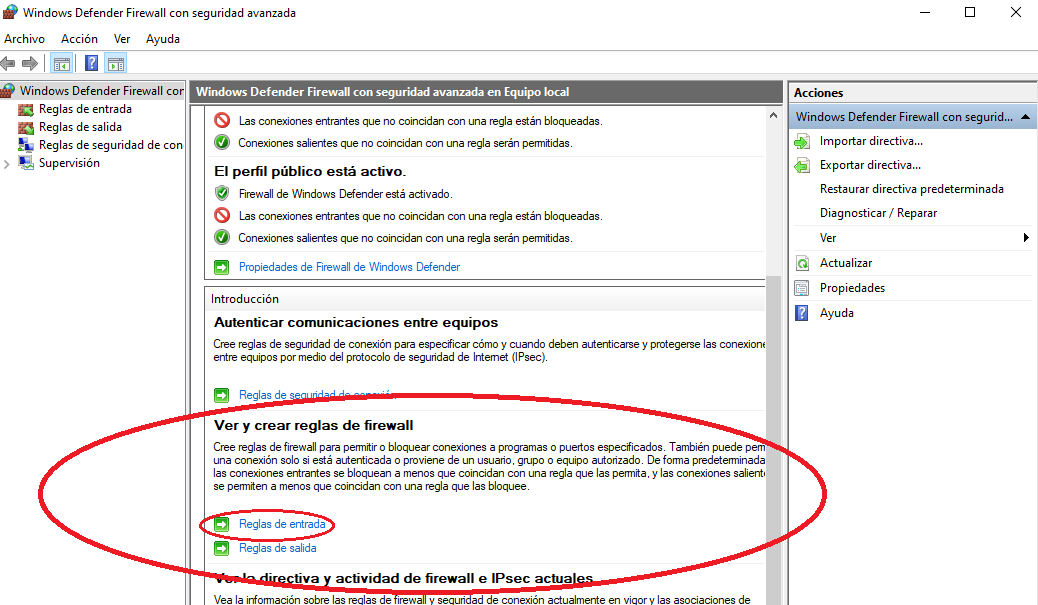 Windows Defender Firewall con seguridad avanzada
Archivo Acción Ver Ayuda
Windows Defender Firewall con
Reglas de entrada
Reglas de salida
Reglas de seguridad de con
Supervisión
Windows Defender Firewall con seguridad avanzada en Equipo local
Las conexiones entrantes que no coincidan con una regla están bloqueadas.
Conexiones salientes que no coincidan con una regla serán permitidas.
El perfil público está activo.
Firewall de Windows Defender está activado.
Las conexiones entrantes que no coincidan con una regla están bloqueadas.
Conexiones salientes que no coincidan con una regla serán permitidas.
Propiedades de Firewall de Windows Defender
Introducción
Autenticar comunicaciones entre equipos
Cree reglas de seguridad de conexión para especificar cómo y cuando deben autenticarse y protegerse las conexione
entre equipos por medio del protocolo de seguridad de Internet (IPsec).
Reglas de seguridad de conexión
Ver y crear reglas de firewall
Cree reglas de firewall para permitir o bloquear conexiones a programas o puertos especificados. También puede perm
una conexión solo si está autenticada o proviene de un usuario, grupo o equipo autorizado. De forma predeterminada
las conexiones entrantes se bloquean a menos que coincidan con una regla que las permita, y las conexiones saliente
se permiten a menos que coincidan con una regla que las bloquee.
Reglas de entrada
Reglas de salida
Vea la directiva y actividad de firewall e IPsec actuales
Vea la información sobre las reglas de firewall y seguridad de conexión actualmente en vigor y las asociaciones de
Acciones
Windows Defender Firewall con segurid...
Importar directiva...
Exportar directiva...
Restaurar directiva predeterminada
Diagnosticar / Reparar
Ver
Actualizar
Propiedades
Ayuda